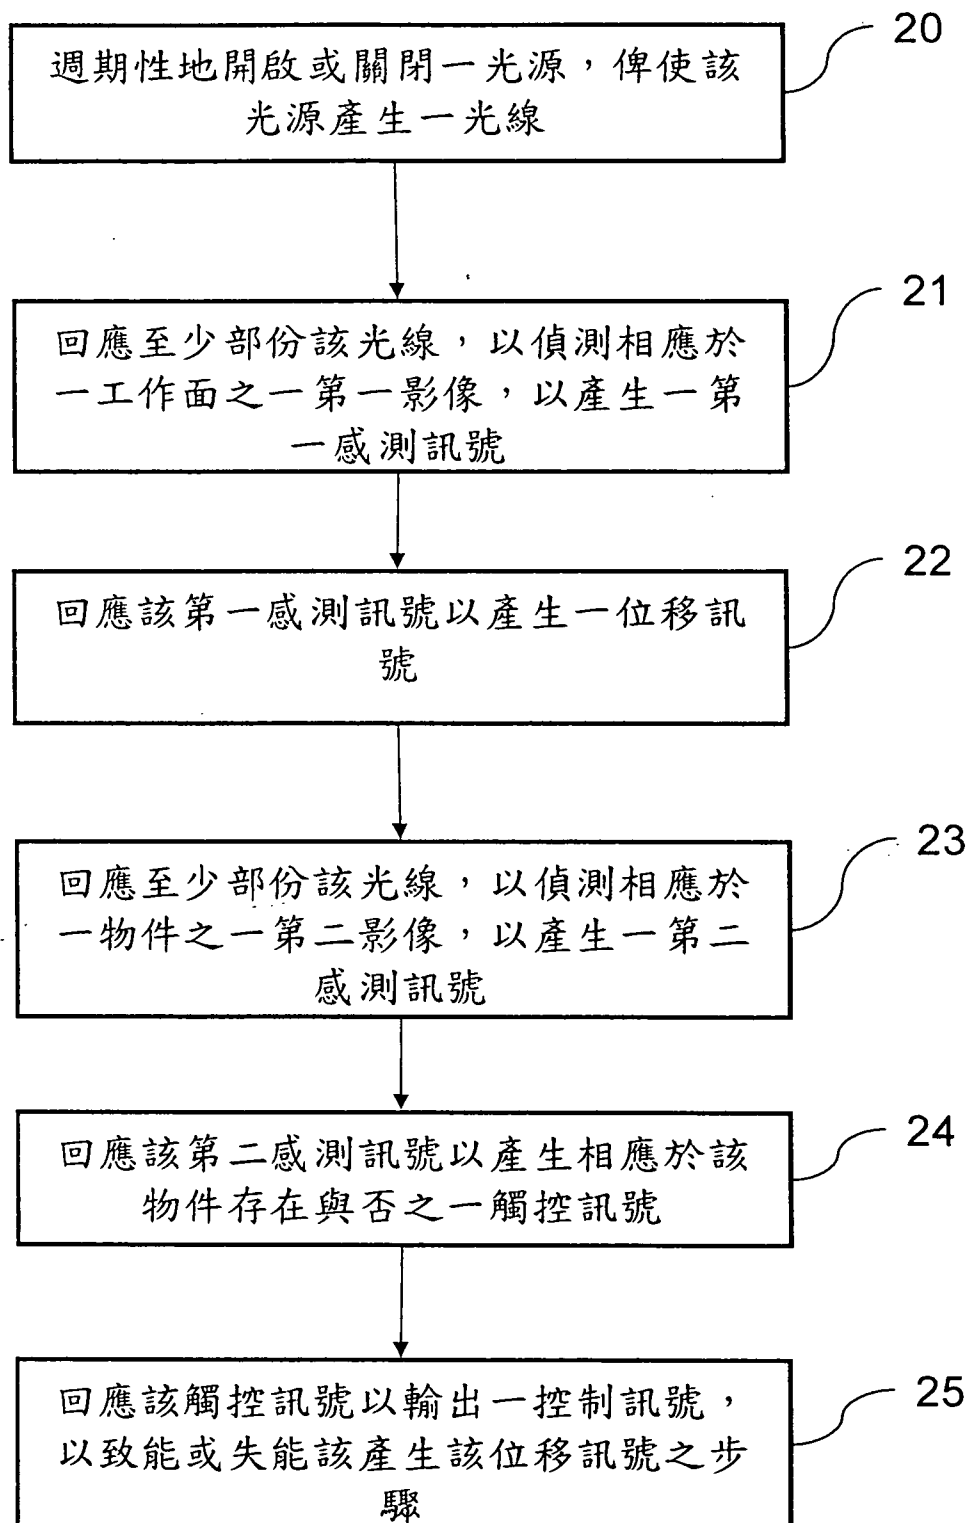 20
週期性地開啟或關閉一光源，俾使該
光源產生一光線
21
回應至少部份該光線，以偵測相應於
一工作面之一第一影像，以產生一第
一感測訊號
22
回應該第一感測訊號以產生一位移訊
號
23
回應至少部份該光線，以偵測相應於
一物件之一第二影像，以產生一第二
感測訊號
24
回應該第二感測訊號以產生相應於該
物件存在與否之一觸控訊號
25
回應該觸控訊號以輸出一控制訊號，
以致能或失能該產生該位移訊號之步
驟